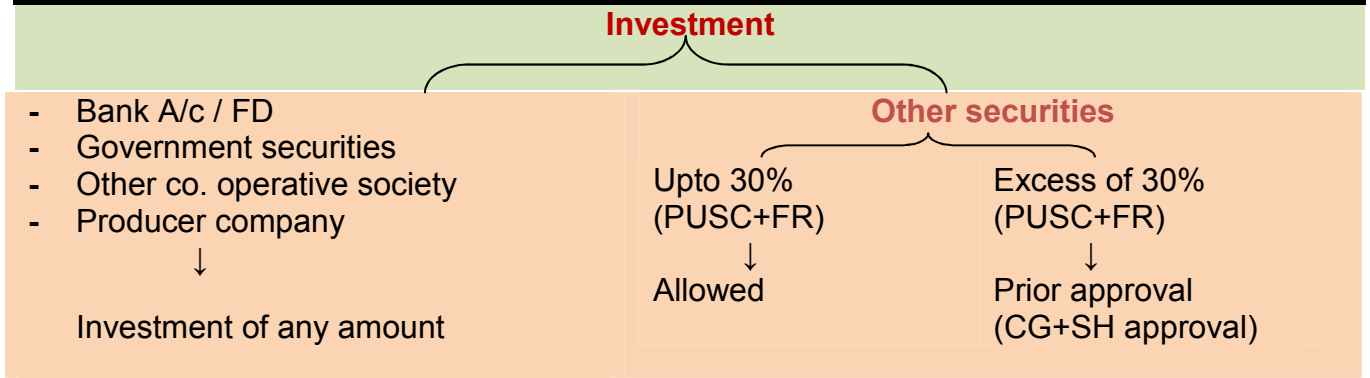 Investment
- Bank A/c / FD
- Government securities
- Other co. operative society
- Producer company
↓
Investment of any amount
Other securities
Upto 30%
(PUSC+FR)
↓
Allowed
Excess of 30%
(PUSC+FR)
↓
Prior approval
(CG+SH approval)